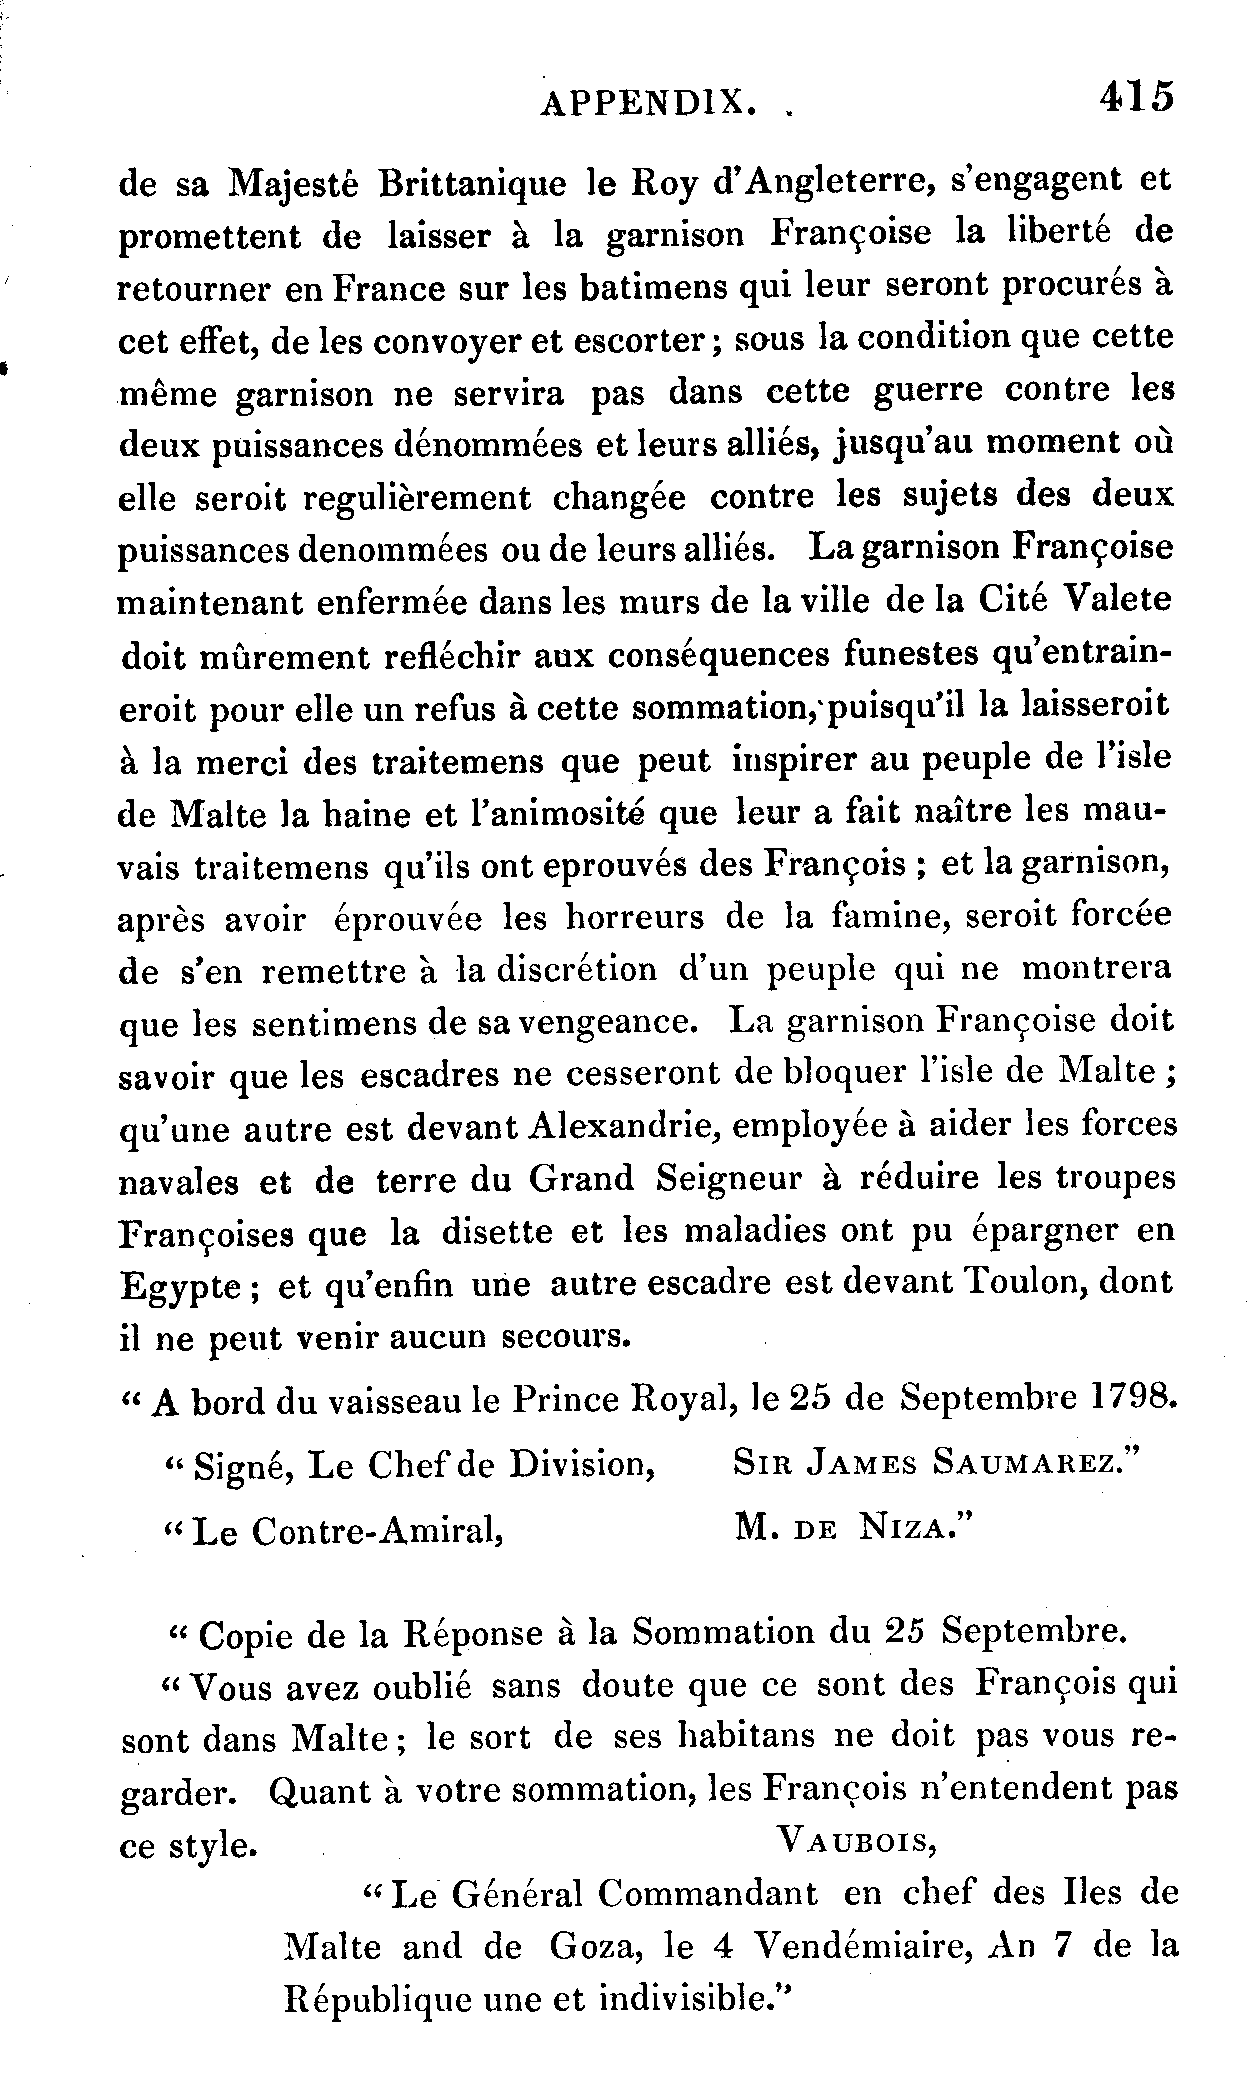 APPENDIX. 415
de sa Majesté Brittanique le Roy d'Angleterre, s'engagent et
promettent de laisser à la garnison Françoise la liberté de
retourner en France sur les batimens qui leur seront procurés à
cet effet, de les convoyer et escorter; sous la condition que cette
même garnison ne servira pas dans cette guerre contre les
deux puissances dénommées et leurs alliés, jusqu'au moment où
elle seroit regulièrement changée contre les sujets des deux
puissances denommées ou de leurs alliés. La garnison Françoise
maintenant enfermée dans les murs de la ville de la Cité Valete
doit mûrement refléchir aux conséquences funestes qu'entrain-
eroit pour elle un refus à cette sommation, puisqu'il la laisseroit
à la merci des traitemens que peut inspirer au peuple de l'isle
de Malte la haine et l'animosité que leur a fait naître les mau-
vais traitemens qu'ils ont eprouvés des François; et la garnison,
après avoir éprouvée les horreurs de la famine, seroit forcée
de s'en remettre à la discrétion d'un peuple qui ne montrera
que les sentimens de sa vengeance. La garnison Françoise doit
savoir que les escadres ne cesseront de bloquer l'isle de Malte;
qu'une autre est devant Alexandrie, employée à aider les forces
navales et de terre du Grand Seigneur à réduire les troupes
Françoises que la disette et les maladies ont pu épargner en
Egypte; et qu'enfin une autre escadre est devant Toulon, dont
il ne peut venir aucun secours.
"A bord du vaisseau le Prince Royal, le 25 de Septembre 1798.
"Signé, Le Chef de Division, SIR JAMES SAUMAREZ."
"Le Contre-Amiral, M. DE NIZA."
"Copie de la Réponse à la Sommation du 25 Septembre.
"Vous avez oublié sans doute que ce sont des François qui
sont dans Malte; le sort de ses habitans ne doit pas vous re-
garder. Quant à votre sommation, les François n'entendent pas
ce style. VAUBOIS,
"Le Général Commandant en chef des Iles de
Malte and de Goza, le 4 Vendémiaire, An 7 de la
République une et indivisible."